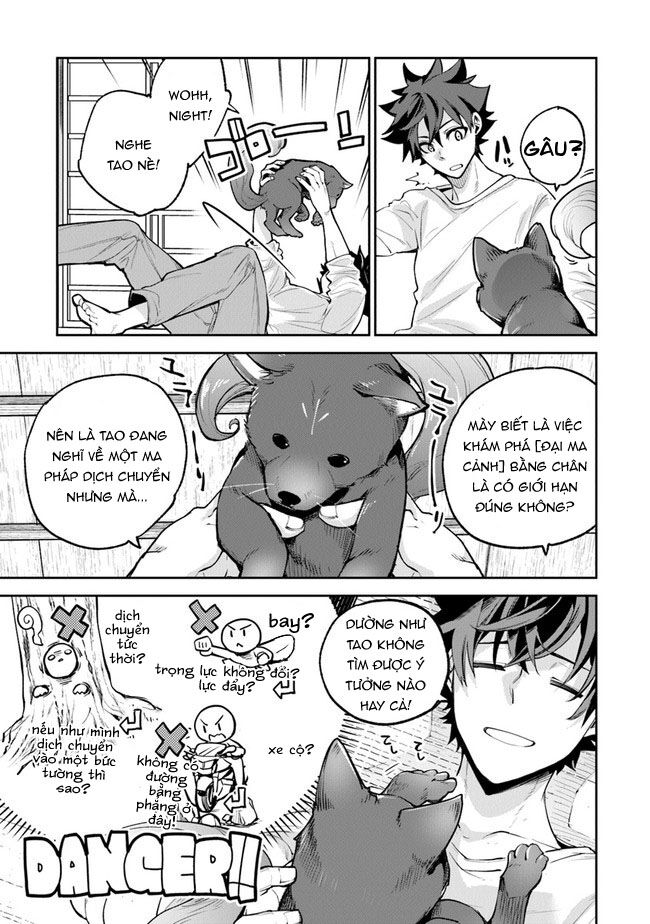 GÂU?
WOHH,
NIGHT!
NGHE
TAO NÈ!
ゴロー!
MÀY BIẾT LÀ VIỆC
KHÁM PHÁ [ĐẠI MA
CẢNH] BẰNG CHÂN
LÀ CÓ GIỚI HẠN
ĐÚNG KHÔNG?
NÊN LÀ TAO ĐANG
NGHĨ VỀ MỘT MA
PHÁP DỊCH CHUYỂN
NHƯNG MÀ...
DƯỜNG NHƯ
TAO KHÔNG
TÌM ĐƯỢC Ý
TƯỞNG NÀO
HAY CẢ!
bay?
trọng lực không đổi?
lực đẩy?
dịch
chuyển
tức
thời?
nếu như mình
dịch chuyển
vào một bức
tường thì
sao?
xe cộ?
không có
đường
bằng
phẳng ở
đây!
DANGER!!